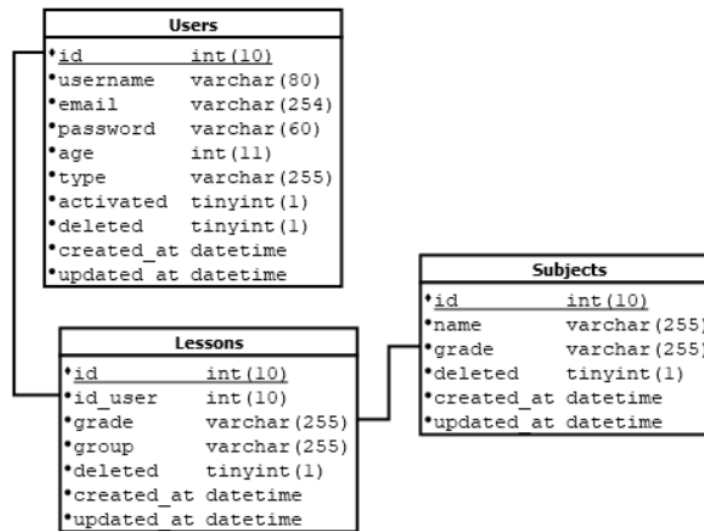 Users
id int(10)
username varchar(80)
email varchar(254)
password varchar(60)
age int(11)
type varchar(255)
activated tinyint(1)
deleted tinyint(1)
created_at datetime
updated_at datetime
Lessons
id int(10)
id_user int(10)
grade varchar(255)
group varchar(255)
deleted tinyint(1)
created_at datetime
updated_at datetime
Subjects
id int(10)
name varchar(255)
grade varchar(255)
deleted tinyint(1)
created_at datetime
updated_at datetime